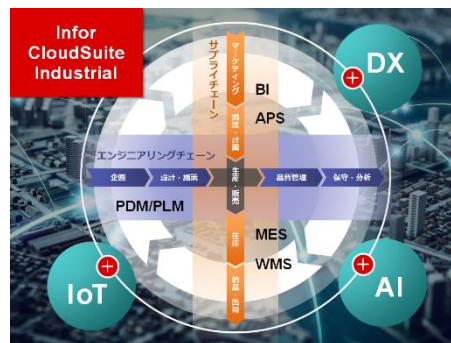 Infor
CloudSuite
Industrial
DX
サプライチェーン
マーケティング
BI
調達・計画
APS
エンジニアリングチェーン
企画
設計・施策
生産・販売
品質管理
保守・分析
PDM/PLM
在庫
MES
WMS
納品・出荷
IoT
AI